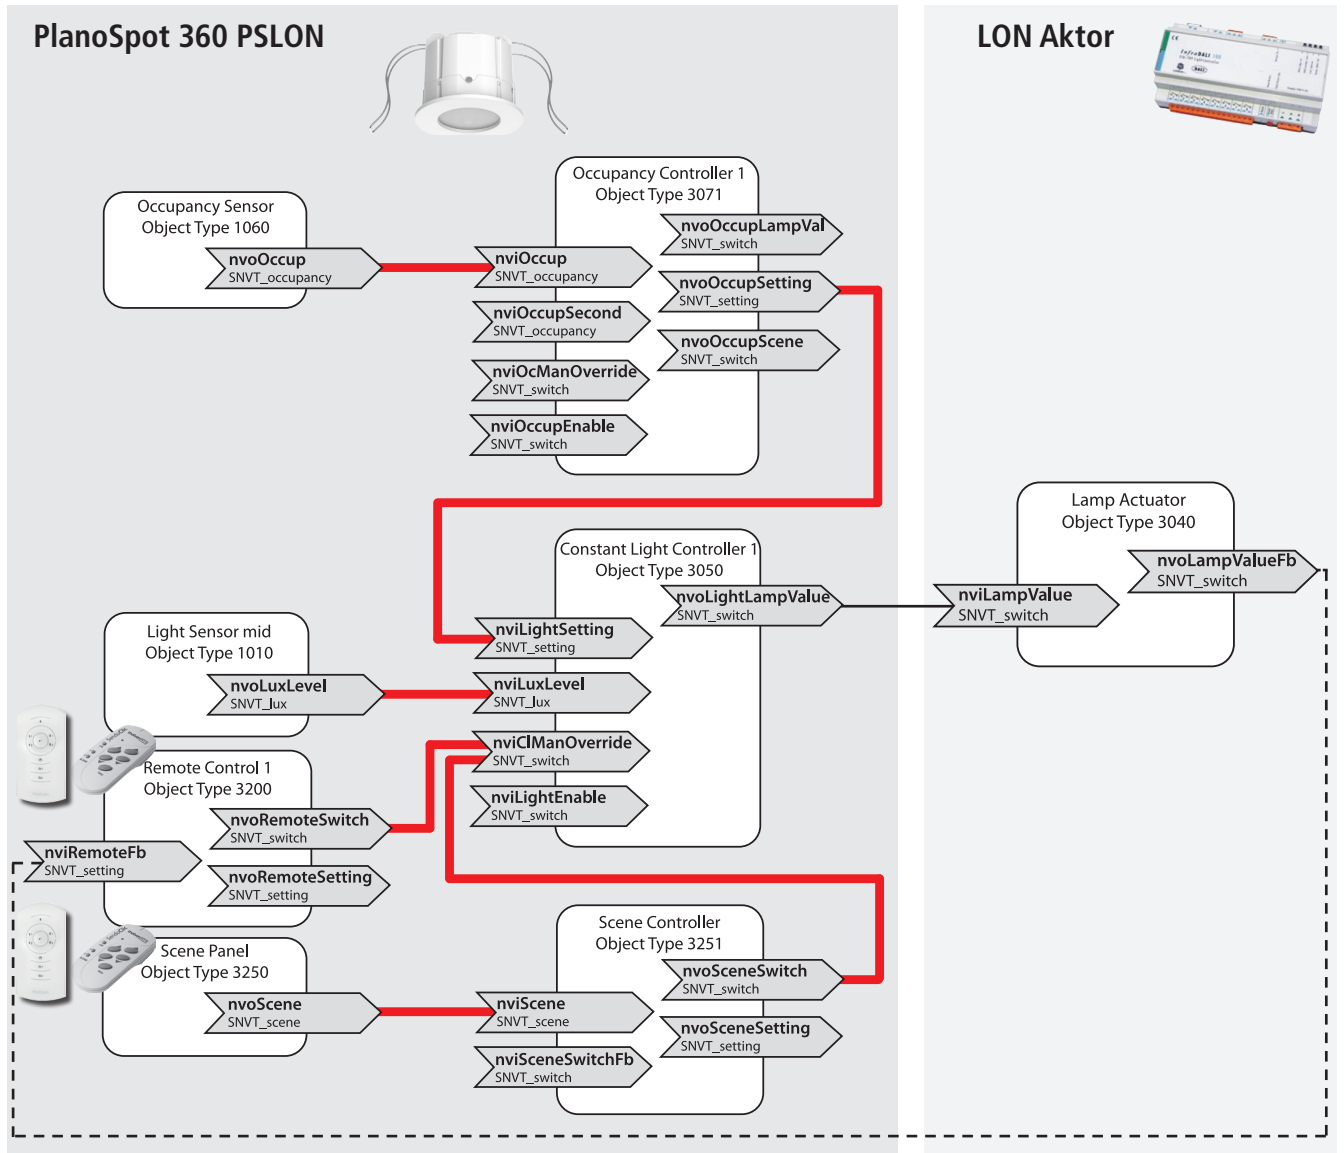 PlanoSpot 360 PSLON
LON Aktor
Occupancy Sensor
Object Type 1060
nvoOccup
SNVT_occupancy
Occupancy Controller 1
Object Type 3071
nvoOccupLampVal
SNVT_switch
nviOccup
SNVT_occupancy
nvoOccupSetting
SNVT_setting
nviOccupSecond
SNVT_occupancy
nvoOccupScene
SNVT_switch
nviOcManOverride
SNVT_switch
nviOccupEnable
SNVT_switch
Lamp Actuator
Object Type 3040
nvoLampValueFb
SNVT_switch
nviLampValue
SNVT_switch
Constant Light Controller 1
Object Type 3050
nvoLightLampValue
SNVT_switch
nviLightSetting
SNVT_setting
nviLuxLevel
SNVT_lux
nviClManOverride
SNVT_switch
nviLightEnable
SNVT_switch
Light Sensor mid
Object Type 1010
nvoLuxLevel
SNVT_lux
Remote Control 1
Object Type 3200
nvoRemoteSwitch
SNVT_switch
nviRemoteFb
SNVT_setting
nvoRemoteSetting
SNVT_setting
Scene Panel
Object Type 3250
nvoScene
SNVT_scene
Scene Controller
Object Type 3251
nvoSceneSwitch
SNVT_switch
nviScene
SNVT_scene
nvoSceneSetting
SNVT_setting
nviSceneSwitchFb
SNVT_switch